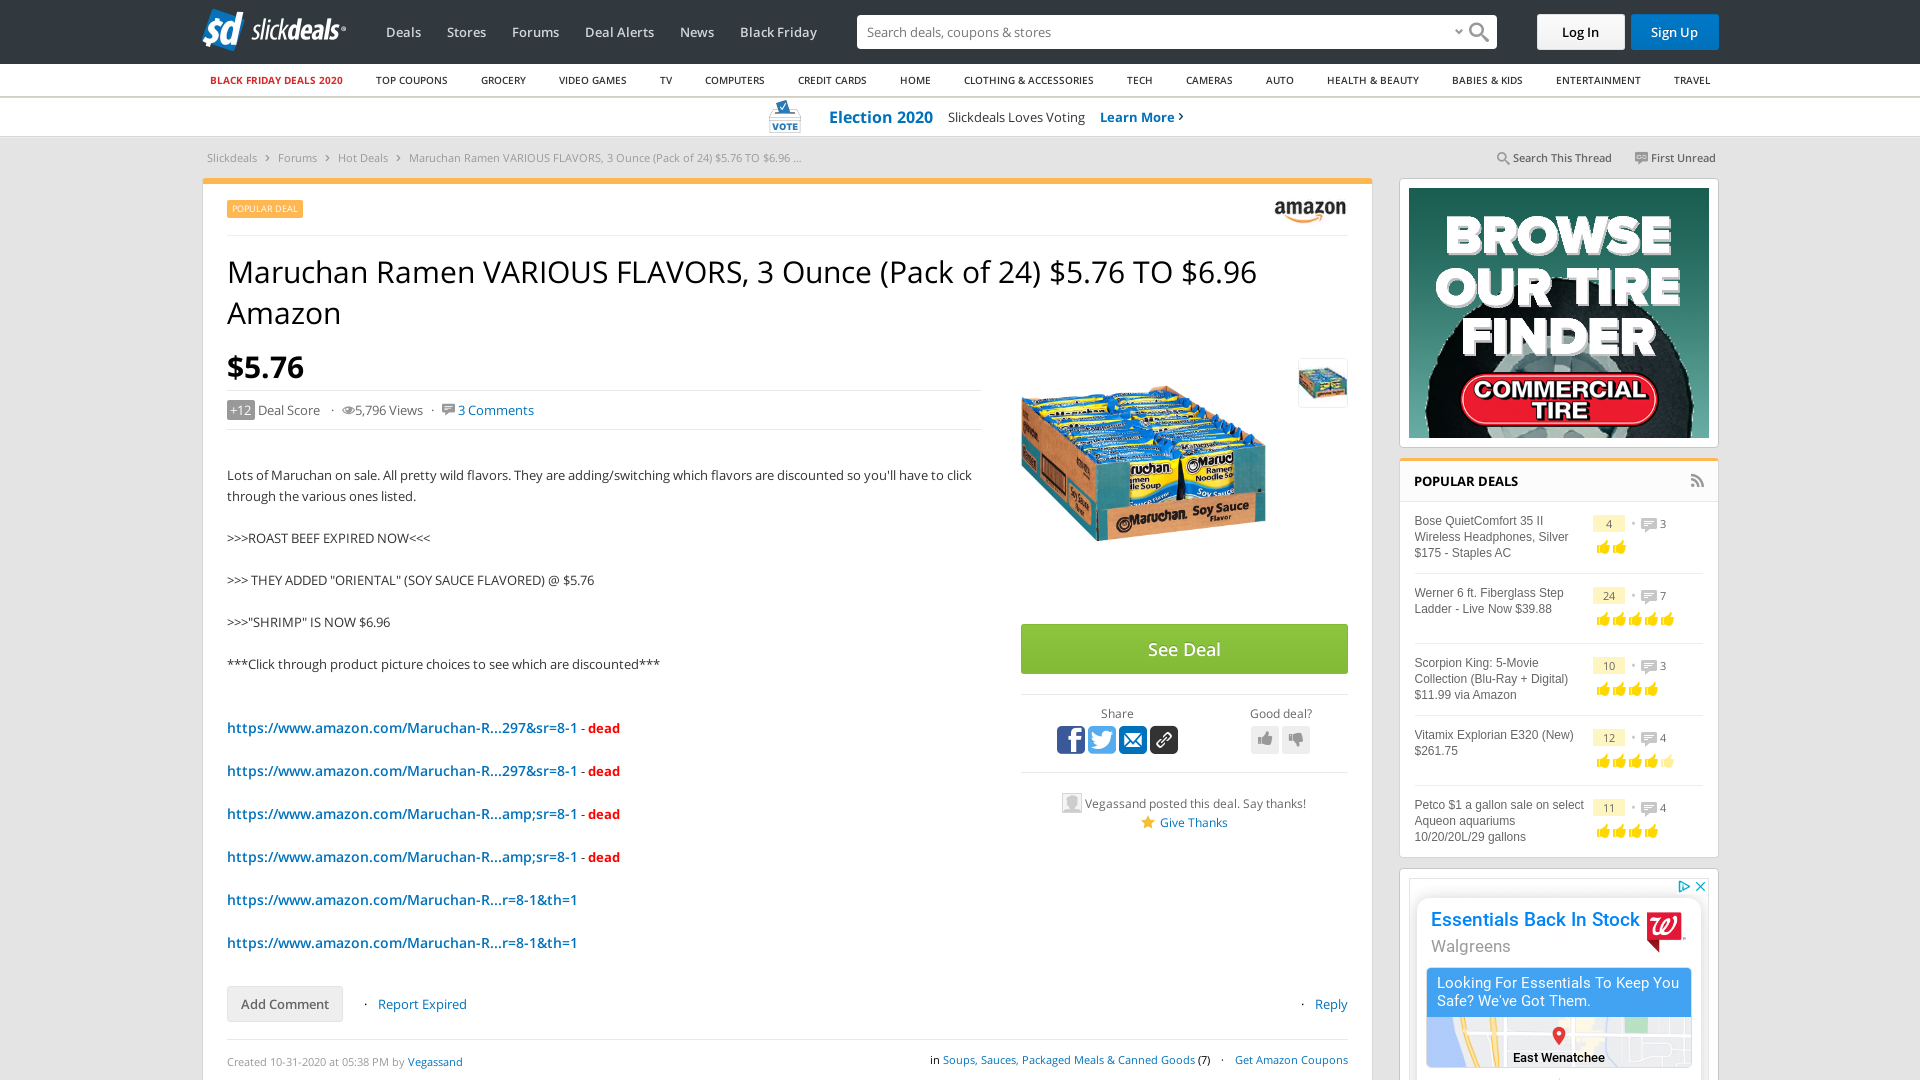 sd slickdeals
Deals
Stores
Forums
Deal Alerts
News
Black Friday
Search deals, coupons & stores
Log In
Sign Up
BLACK FRIDAY DEALS 2020
TOP COUPONS
GROCERY
VIDEO GAMES
TV
COMPUTERS
CREDIT CARDS
HOME
CLOTHING & ACCESSORIES
TECH
CAMERAS
AUTO
HEALTH & BEAUTY
BABIES & KIDS
ENTERTAINMENT
TRAVEL
VOTE
Election 2020 Slickdeals Loves Voting Learn More
Slickdeals > Forums > Hot Deals > Maruchan Ramen VARIOUS FLAVORS, 3 Ounce (Pack of 24) $5.76 TO $6.96 ...
Search This Thread
First Unread
POPULAR DEAL
amazon
Maruchan Ramen VARIOUS FLAVORS, 3 Ounce (Pack of 24) $5.76 TO $6.96
Amazon
$5.76
+12 Deal Score · 5,796 Views · 3 Comments
Lots of Maruchan on sale. All pretty wild flavors. They are adding/switching which flavors are discounted so you'll have to click
through the various ones listed.
>>>ROAST BEEF EXPIRED NOW<<<
>>> THEY ADDED "ORIENTAL" (SOY SAUCE FLAVORED) @ $5.76
>>>"SHRIMP" IS NOW $6.96
***Click through product picture choices to see which are discounted***
https://www.amazon.com/Maruchan-R...297&sr=8-1 - dead
https://www.amazon.com/Maruchan-R...297&sr=8-1 - dead
https://www.amazon.com/Maruchan-R...amp;sr=8-1 - dead
https://www.amazon.com/Maruchan-R...amp;sr=8-1 - dead
https://www.amazon.com/Maruchan-R...r=8-1&th=1
https://www.amazon.com/Maruchan-R...r=8-1&th=1
Maruchan. Soy Sauce
Flavor
See Deal
Share
Good deal?
Vegassand posted this deal. Say thanks!
Give Thanks
Add Comment · Report Expired
· Reply
Created 10-31-2020 at 05:38 PM by Vegassand
in Soups, Sauces, Packaged Meals & Canned Goods (7) · Get Amazon Coupons
BROWSE
OUR TIRE
FINDER
COMMERCIAL
TIRE
POPULAR DEALS
Bose QuietComfort 35 II
Wireless Headphones, Silver
$175 - Staples AC
4 • 3
Werner 6 ft. Fiberglass Step
Ladder - Live Now $39.88
24 • 7
Scorpion King: 5-Movie
Collection (Blu-Ray + Digital)
$11.99 via Amazon
10 • 3
Vitamix Explorian E320 (New)
$261.75
12 • 4
Petco $1 a gallon sale on select
Aqueon aquariums
10/20/20L/29 gallons
11 • 4
Essentials Back In Stock
Walgreens
W
Looking For Essentials To Keep You
Safe? We've Got Them.
East Wenatchee